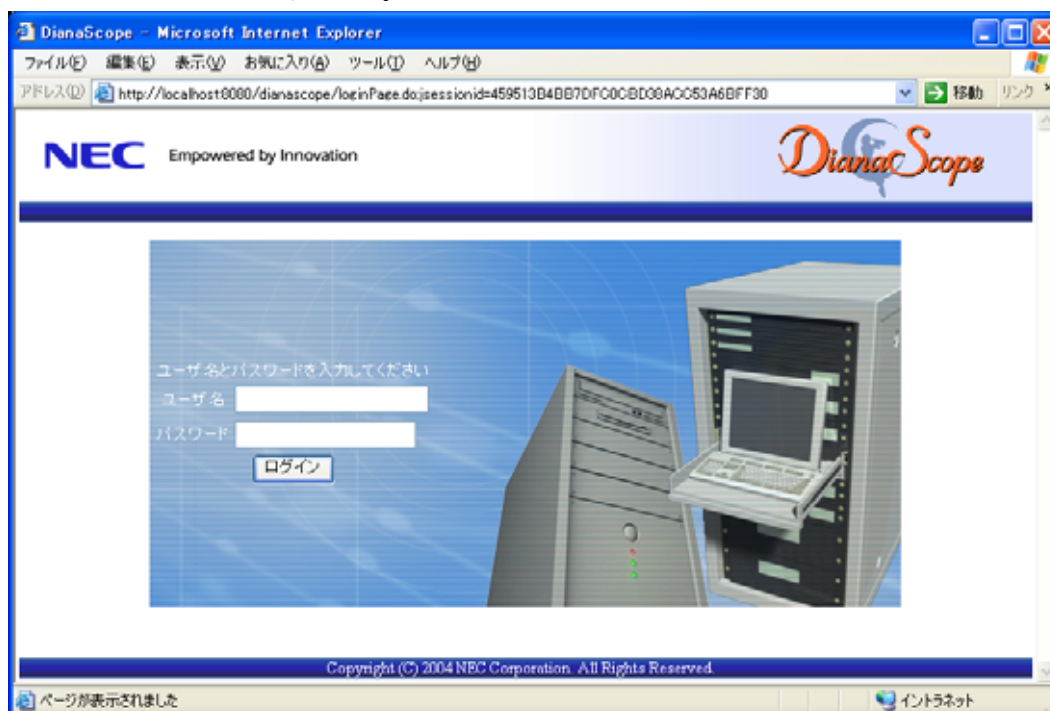 DianaScope - Microsoft Internet Explorer
ファイル(F) 編集(E) 表示(V) お気に入り(A) ツール(T) ヘルプ(H)
アドレス(D) http://localhost:8080/dianascope/loginPage.do;jsessionid= 移動 リンク
NEC Empowered by Innovation
DianaScope
ユーザ名とパスワードを入力してください
ユーザ名
パスワード
ログイン
Copyright (C) 2004 NEC Corporation. All Rights Reserved.
ページが表示されました イントラネット